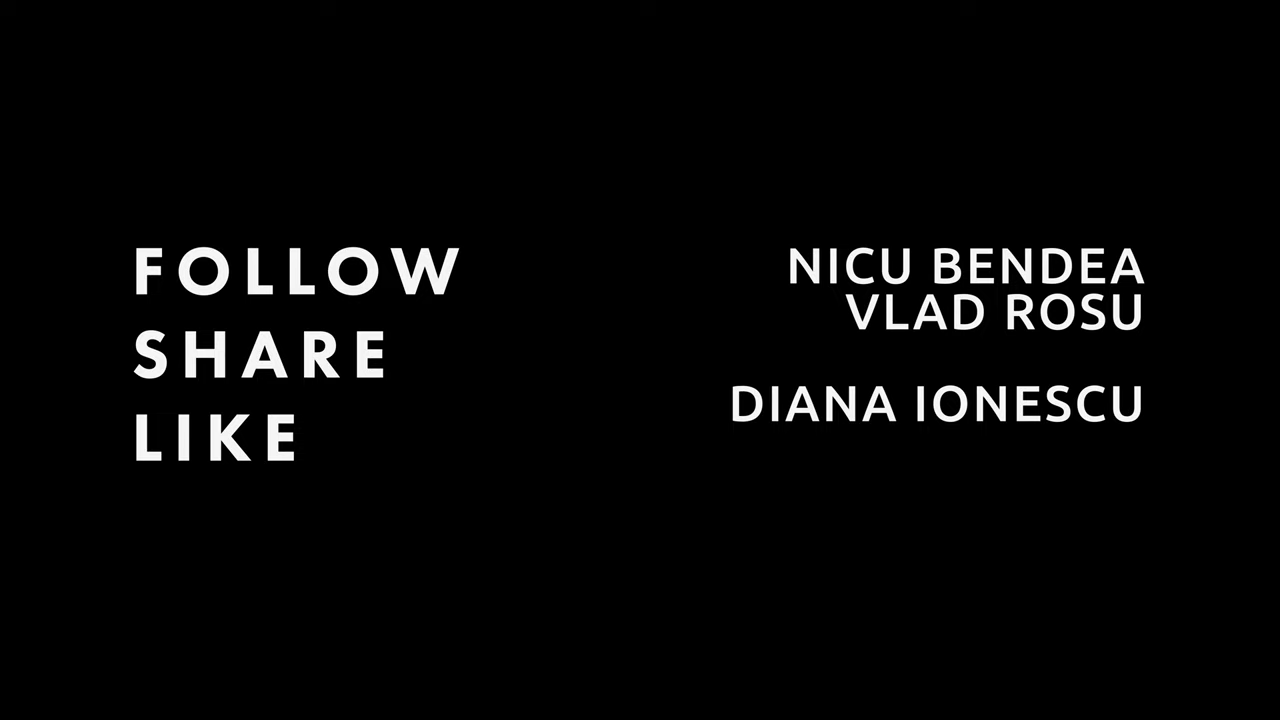 FOLLOW
SHARE
LIKE
NICU BENDEA
VLAD ROSU
DIANA IONESCU